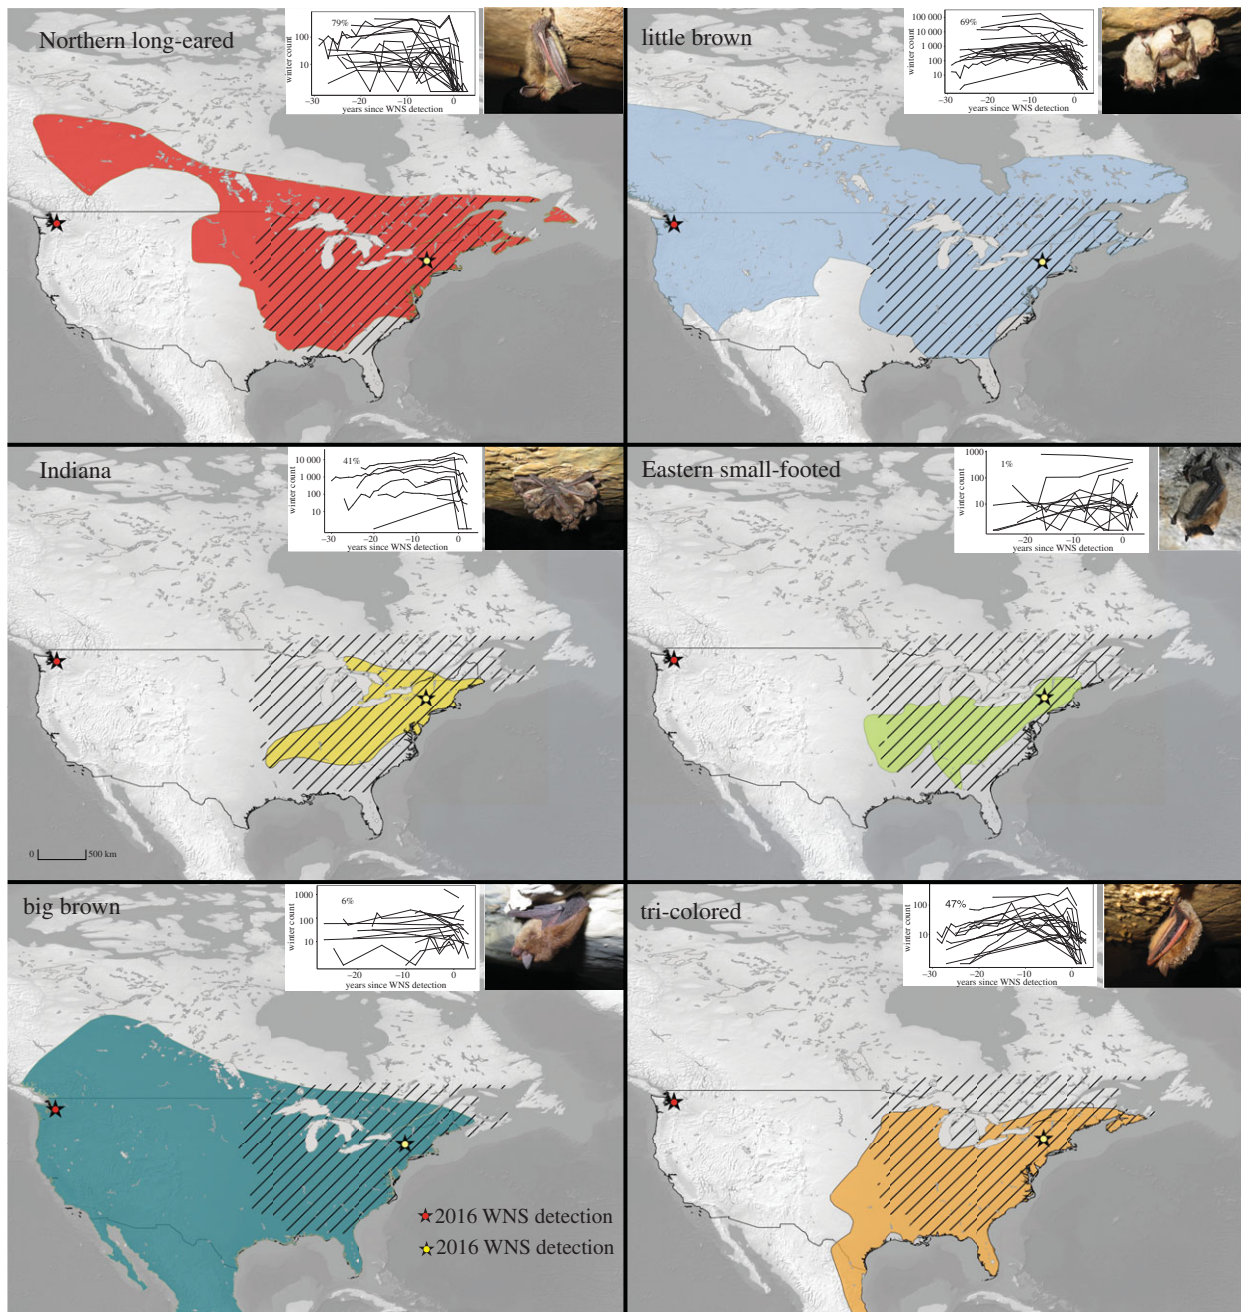 Northern long-eared
79%
winter count
100
10
−30
−20
−10
0
years since WNS detection
little brown
69%
winter count
100 000
10 000
1 000
100
10
−30
−20
−10
0
years since WNS detection
Indiana
41%
winter count
10 000
1 000
100
10
−30
−20
−10
0
years since WNS detection
0
500 km
Eastern small-footed
1%
winter count
1000
10
−20
−10
0
years since WNS detection
big brown
6%
winter count
1000
100
10
−20
−10
0
years since WNS detection
2016 WNS detection
2016 WNS detection
tri-colored
47%
winter count
100
10
−30
−20
−10
0
years since WNS detection